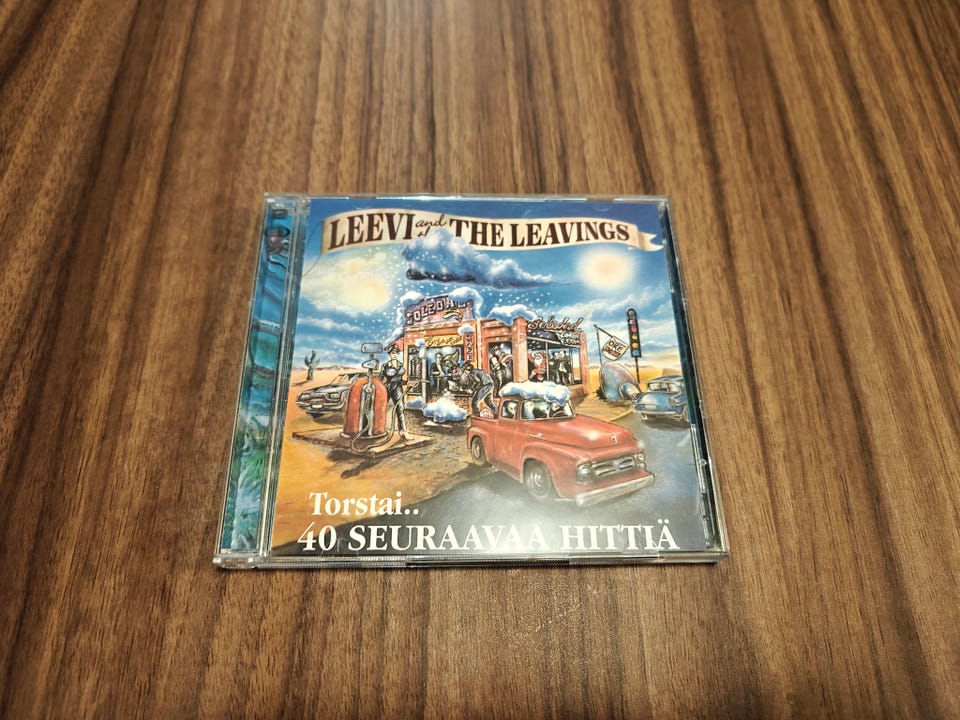 LEEVI and the THE LEAVINGS
Torstai..
40 SEURAAVAA HITTIÄ